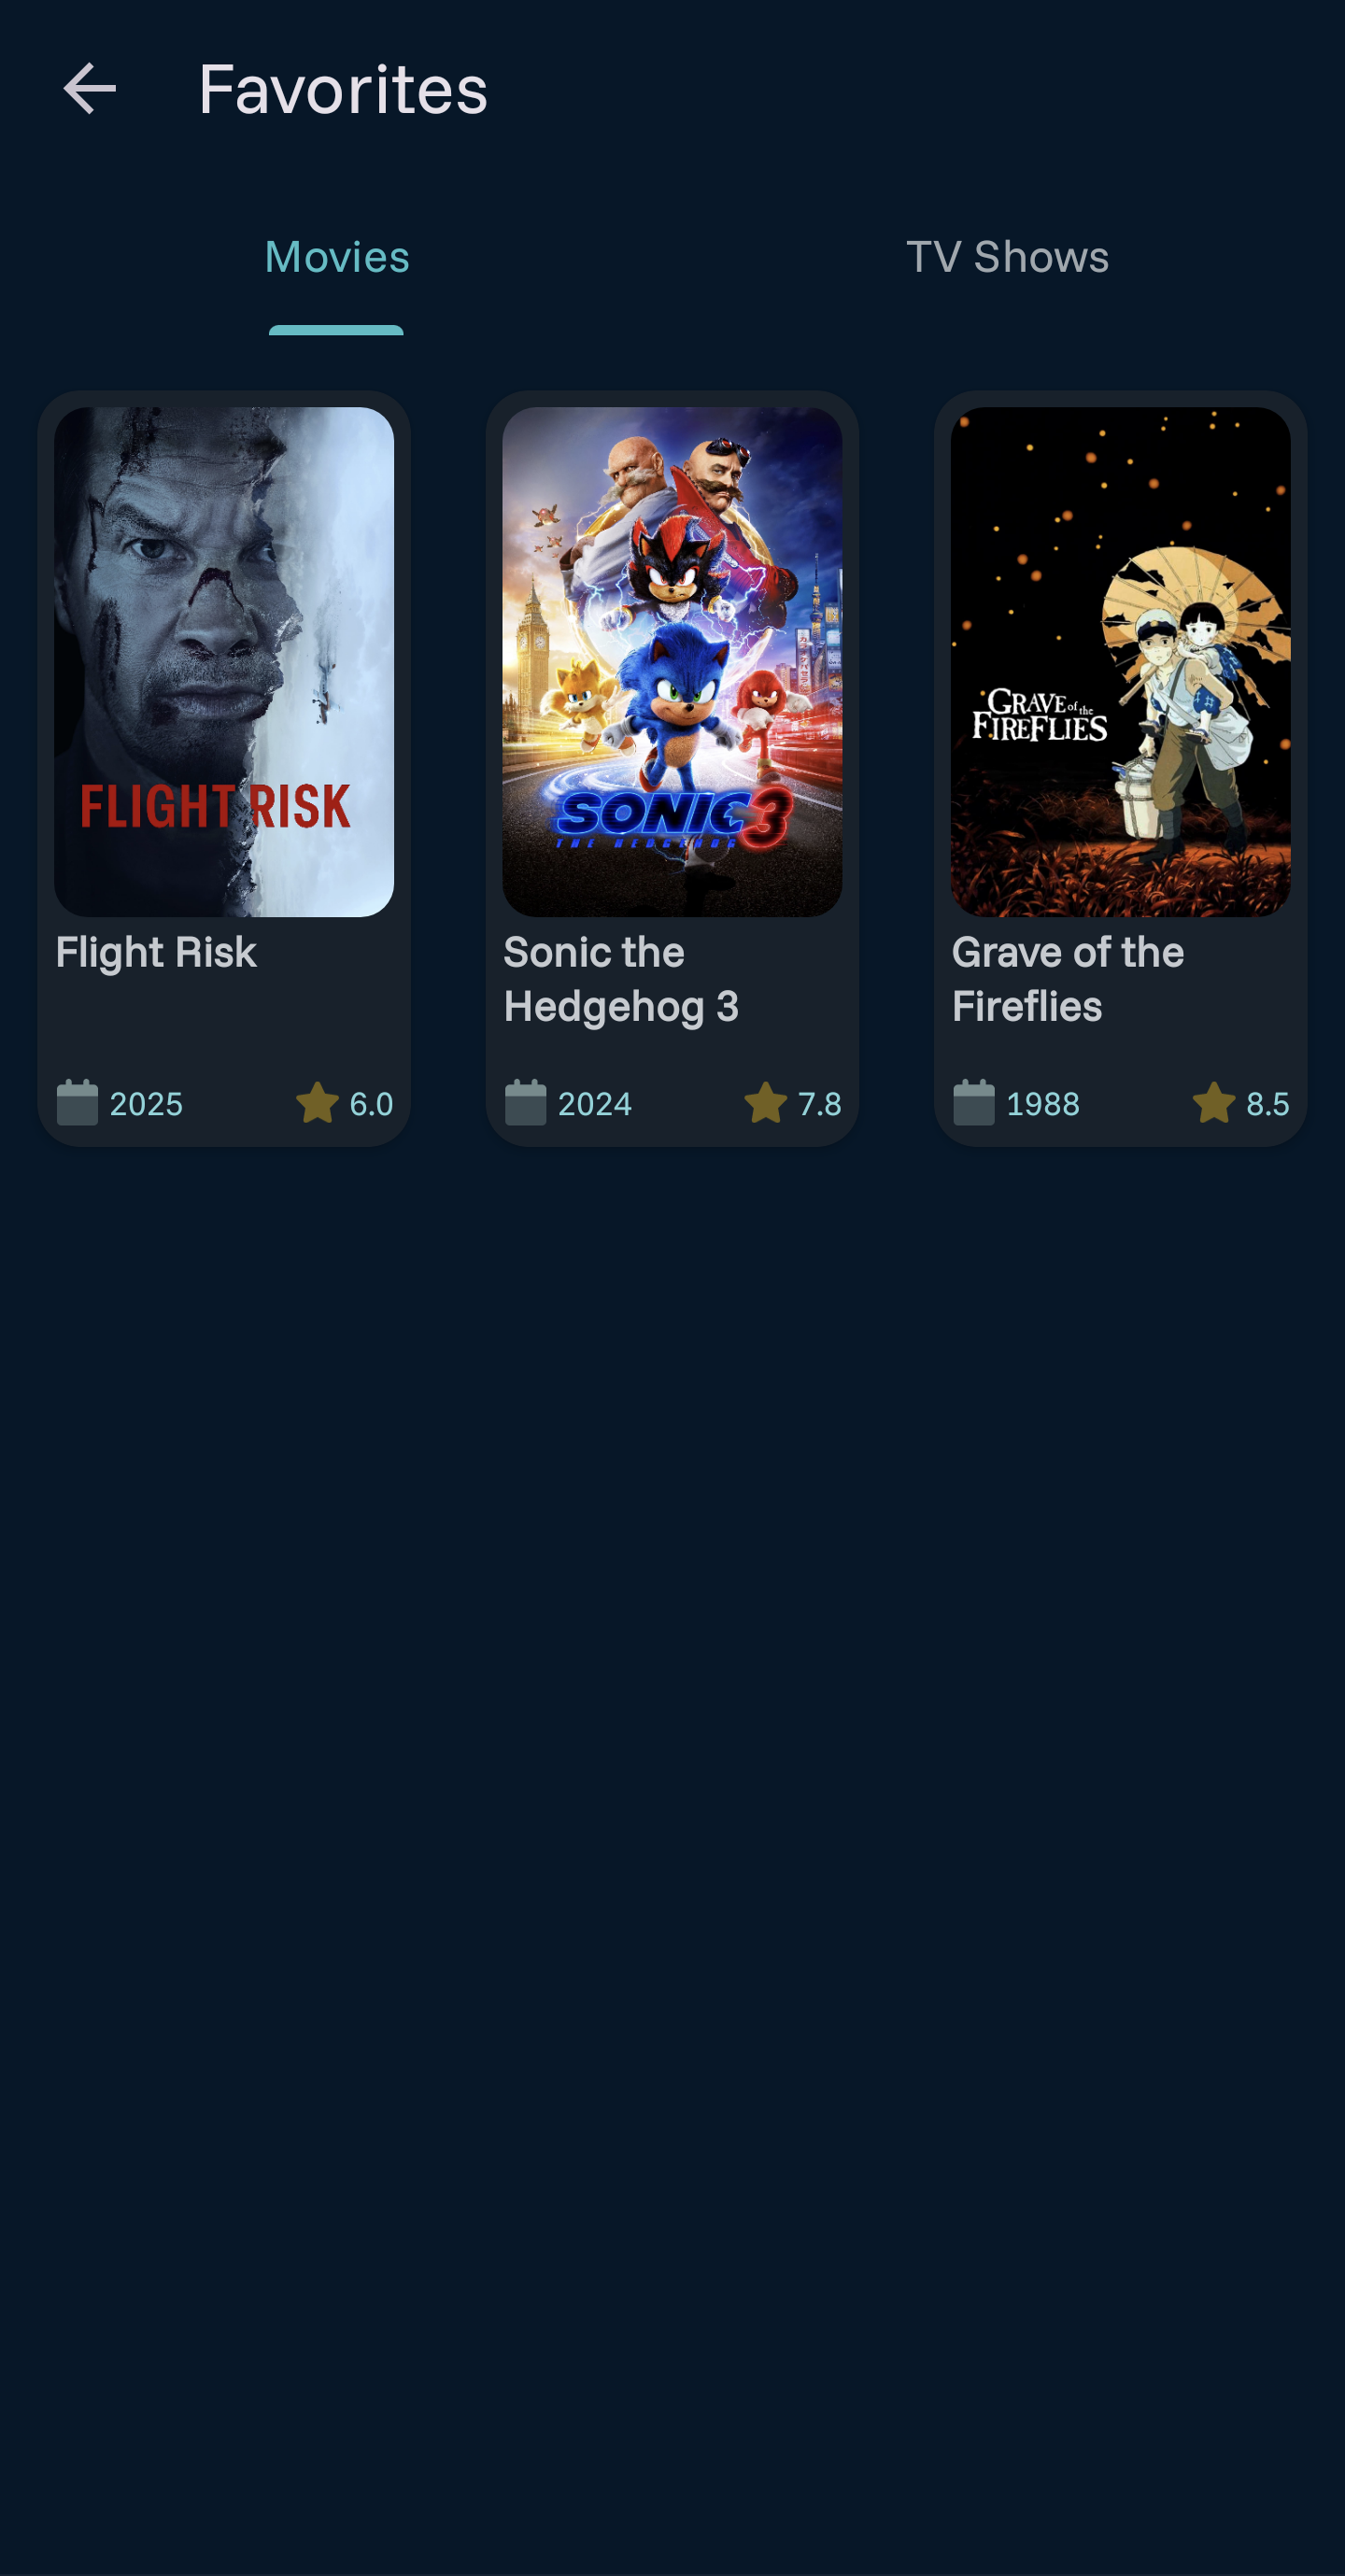 Favorites
Movies
TV Shows
FLIGHT RISK
SONIC 3
THE HEDGEHOG
GRAVE of the
FIREFLIES
Flight Risk
Sonic the
Hedgehog 3
Grave of the
Fireflies
2025
6.0
2024
7.8
1988
8.5